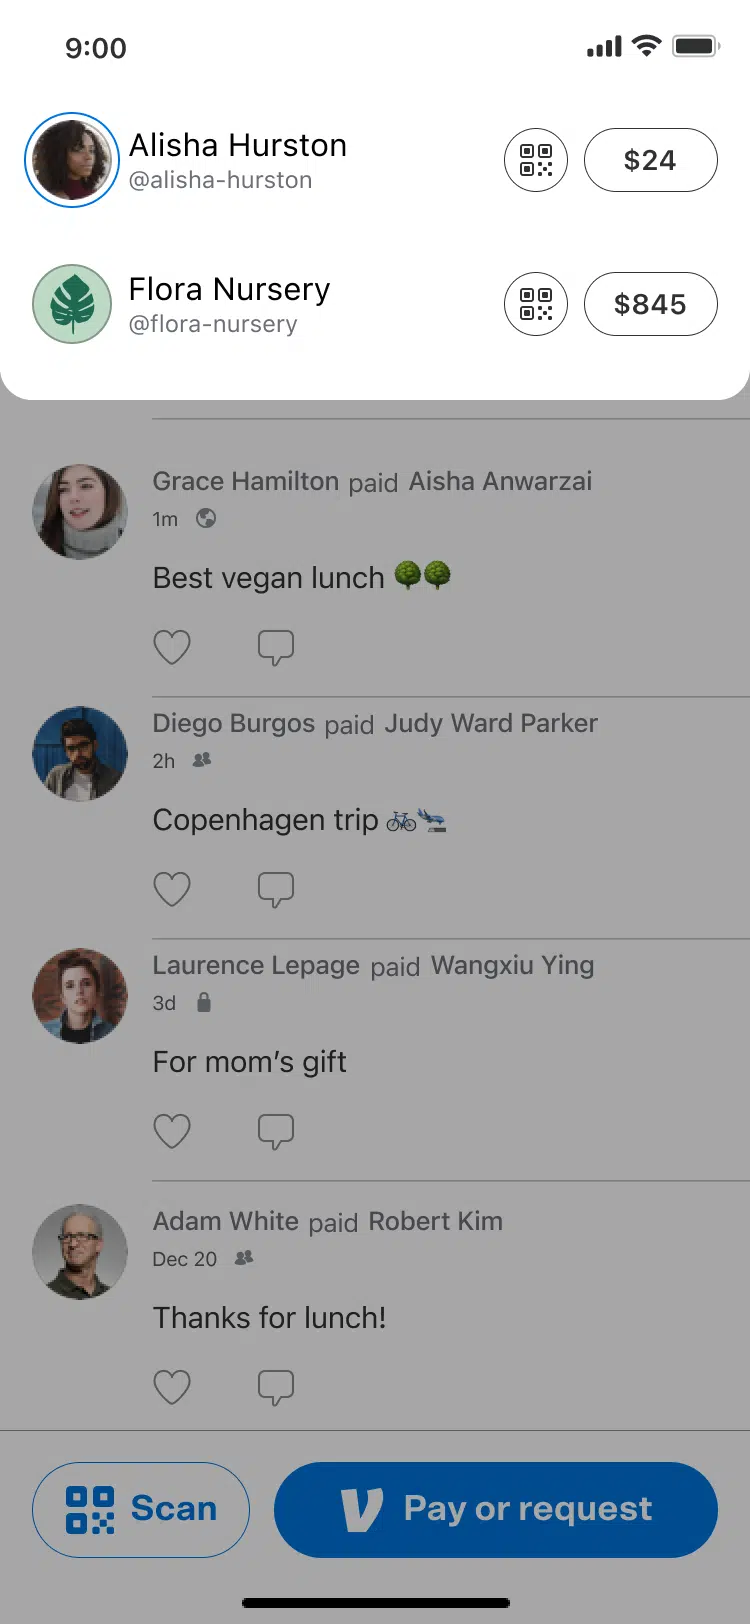 9:00
Alisha Hurston
@alisha-hurston
$24
Flora Nursery
@flora-nursery
$845
Grace Hamilton paid Aisha Anwarzai
1m
Best vegan lunch 🌳🌳
Diego Burgos paid Judy Ward Parker
2h
Copenhagen trip 🚲🛫
Laurence Lepage paid Wangxiu Ying
3d
For mom’s gift
Adam White paid Robert Kim
Dec 20
Thanks for lunch!
Scan
Pay or request